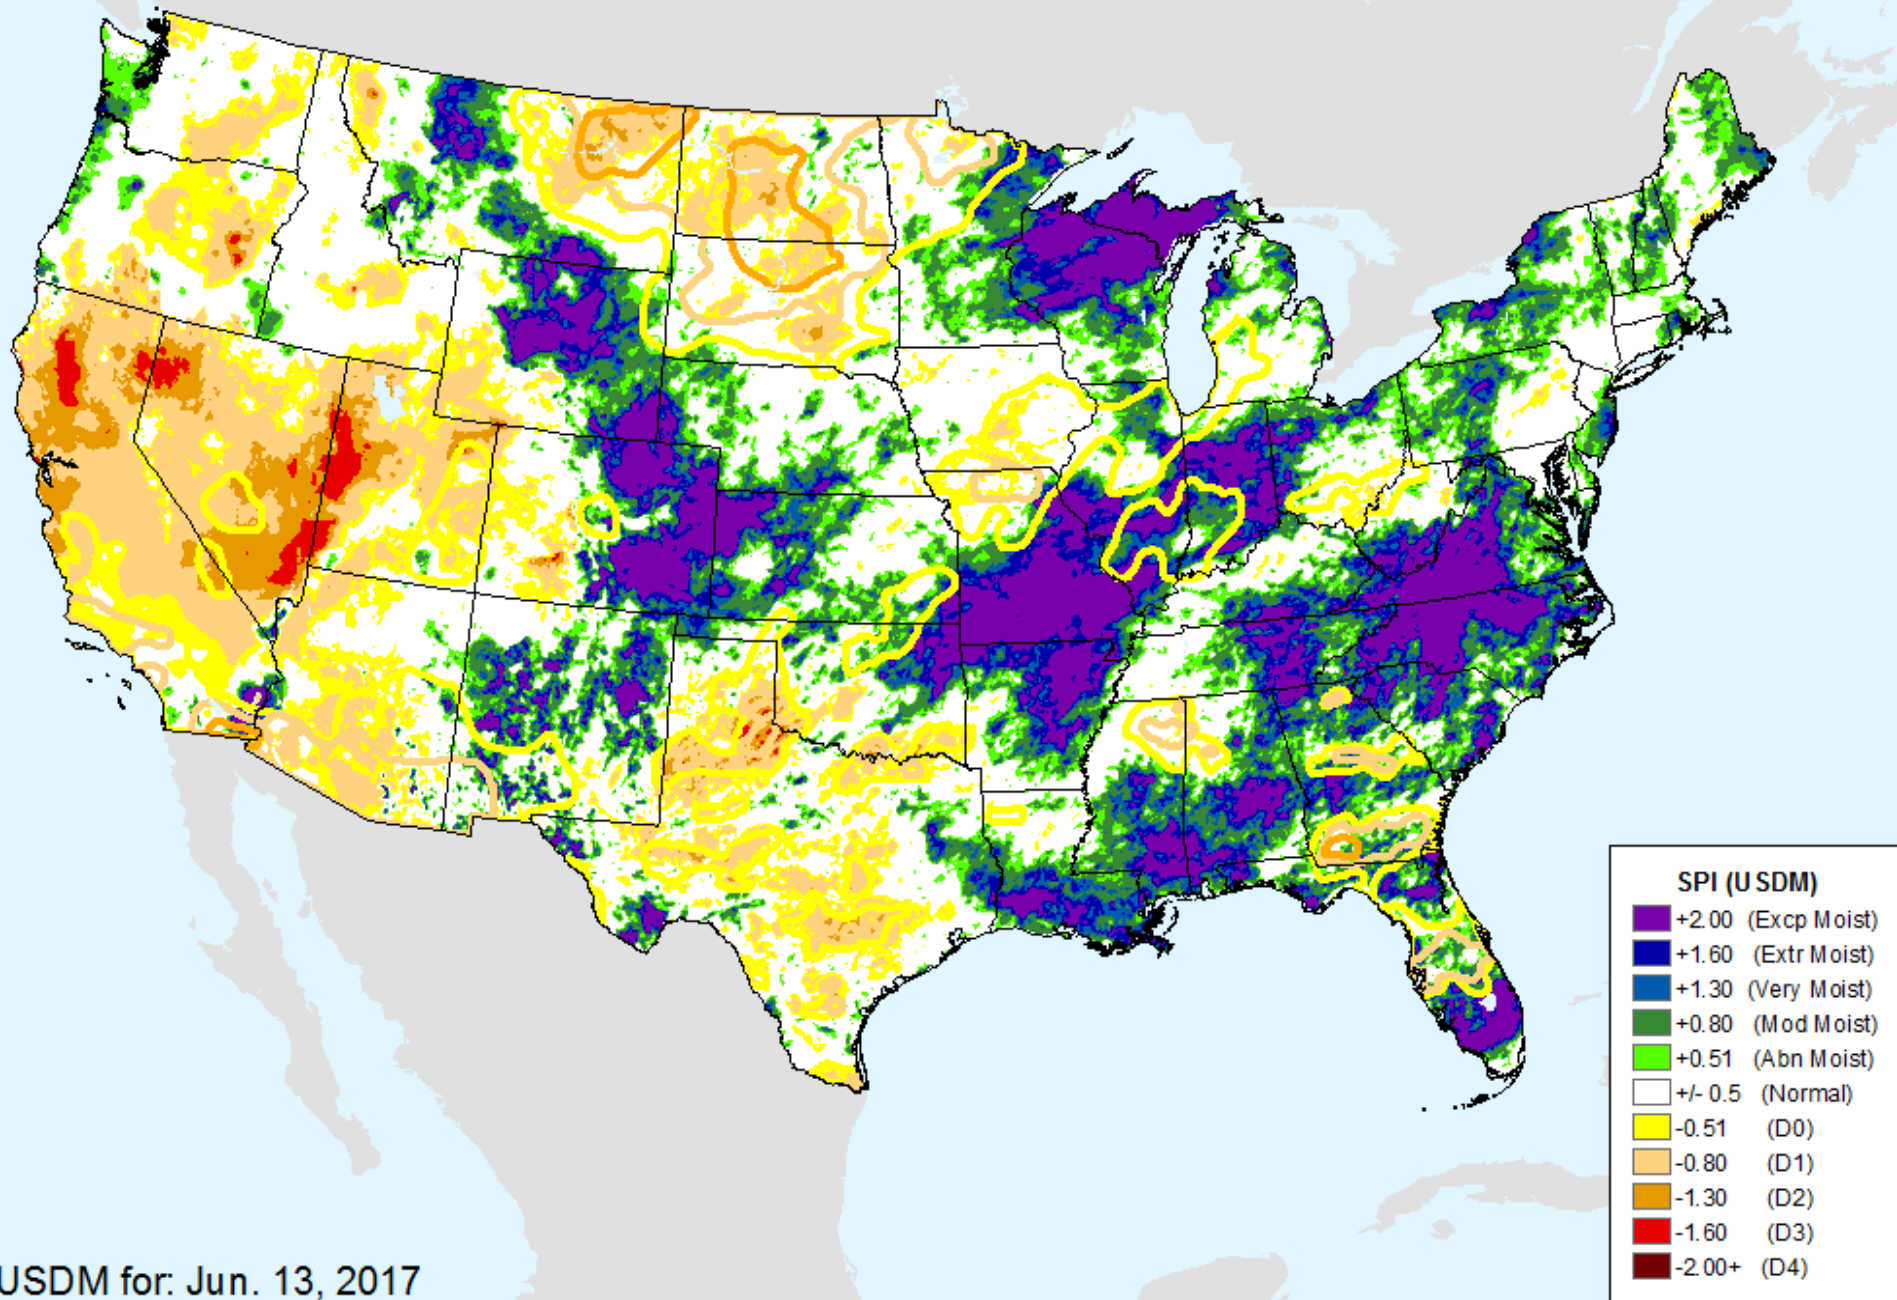 SPI (USDM)
+2.00 (Excp Moist)
+1.60 (Extr Moist)
+1.30 (Very Moist)
+0.80 (Mod Moist)
+0.51 (Abn Moist)
+/- 0.5 (Normal)
-0.51 (D0)
-0.80 (D1)
-1.30 (D2)
-1.60 (D3)
-2.00+ (D4)
USDM for: Jun. 13, 2017